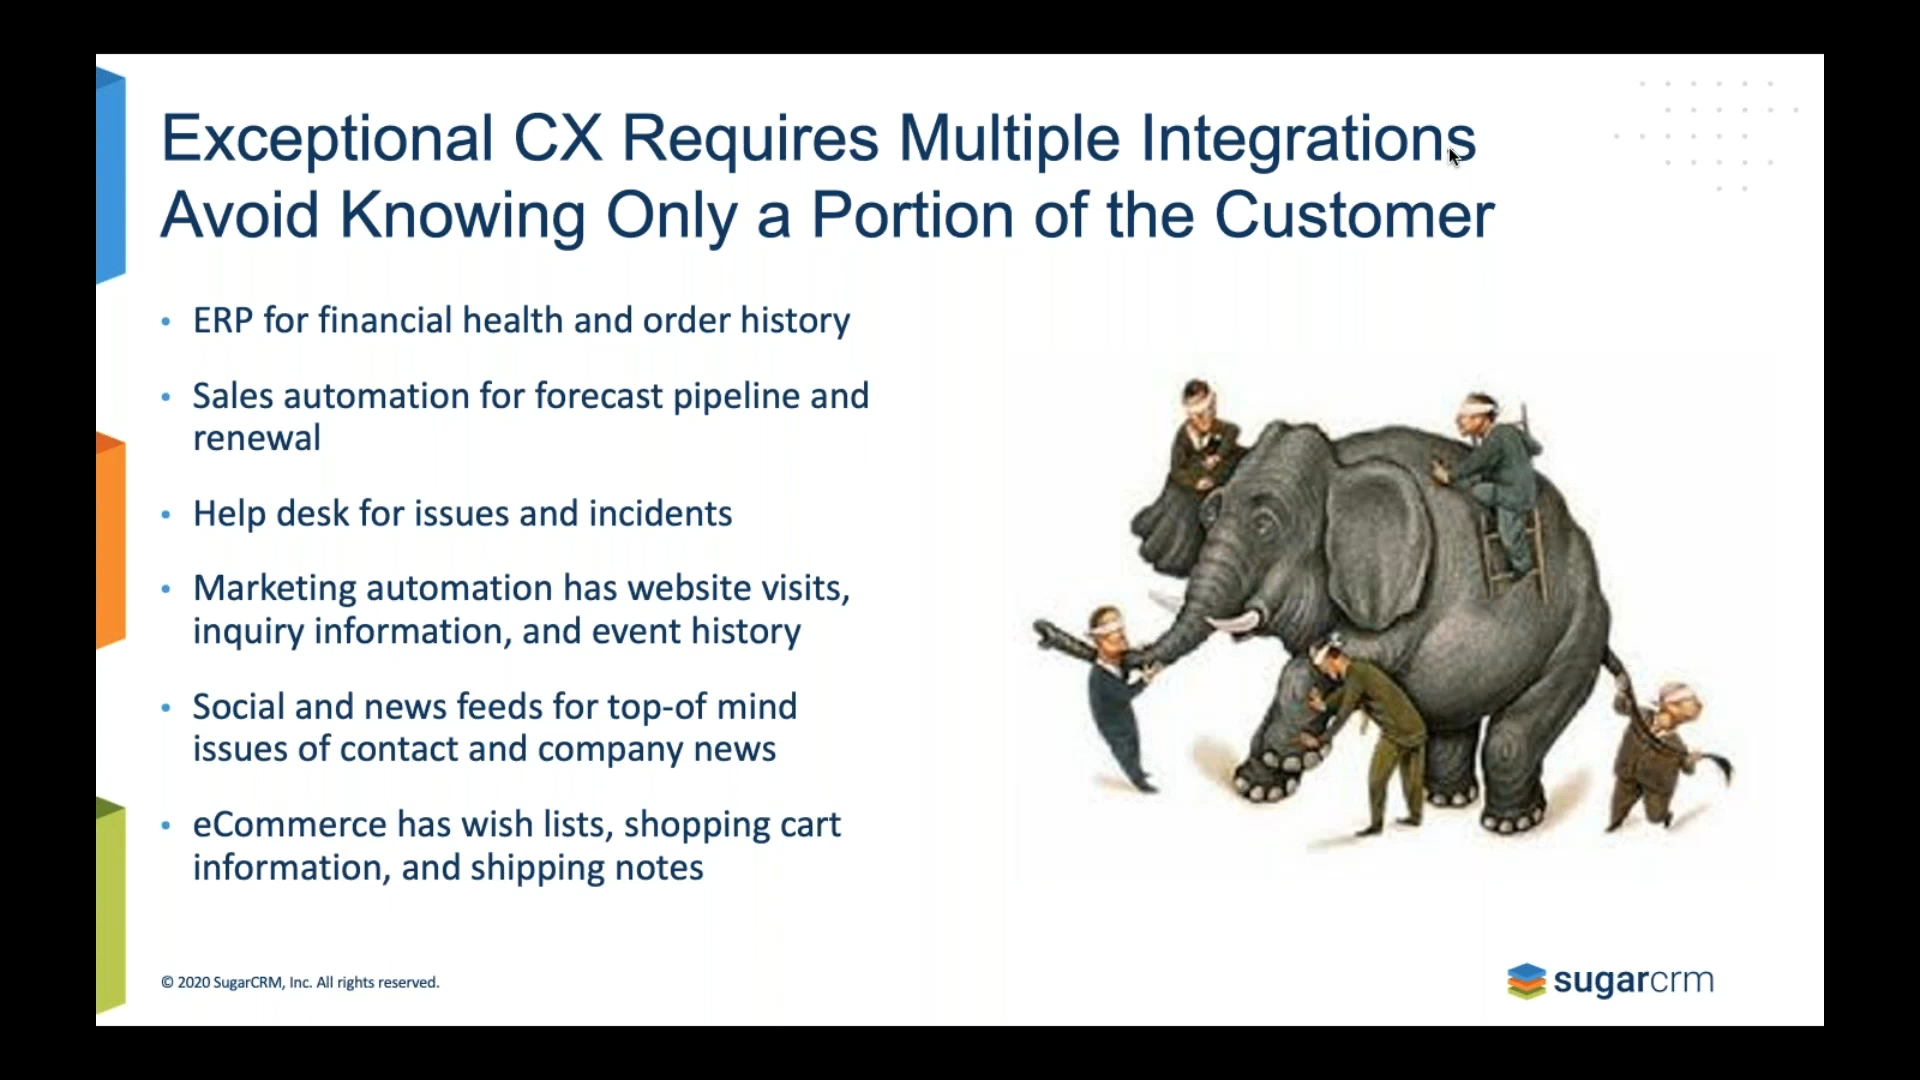 Exceptional CX Requires Multiple Integrations
Avoid Knowing Only a Portion of the Customer
• ERP for financial health and order history
• Sales automation for forecast pipeline and
renewal
• Help desk for issues and incidents
• Marketing automation has website visits,
inquiry information, and event history
• Social and news feeds for top-of mind
issues of contact and company news
• eCommerce has wish lists, shopping cart
information, and shipping notes
© 2020 SugarCRM, Inc. All rights reserved.
sugarcrm